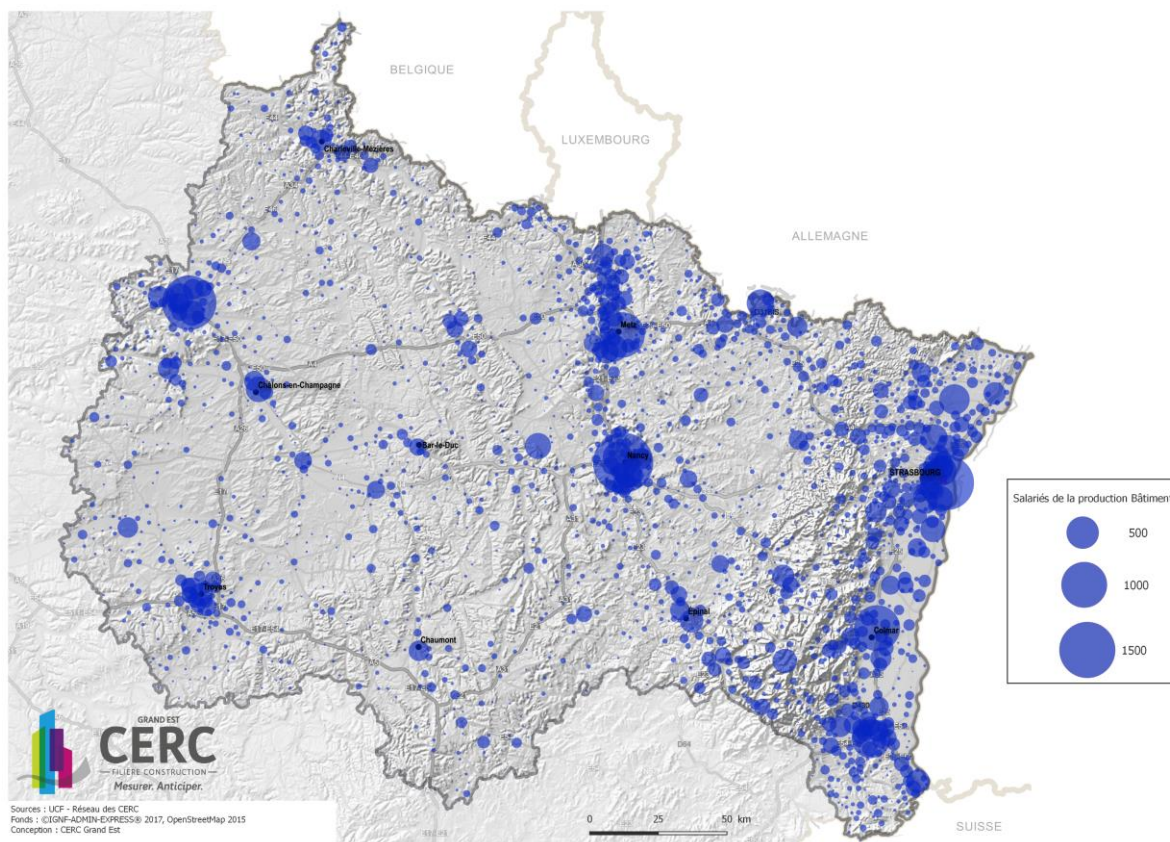 BELGIQUE
LUXEMBOURG
ALLEMAGNE
Charleville-Mézières
Metz
Châlons-en-Champagne
Bar-le-Duc
Nancy
STRASBOURG
Salariés de la production Bâtiment
500
1000
1500
Troyes
Epinal
Colmar
Chaumont
GRAND EST
CERC
FILIÈRE CONSTRUCTION
Mesurer. Anticiper.
Sources : UCF - Réseau des CERC
Fonds : ©IGNF-ADMIN-EXPRESS® 2017, OpenStreetMap 2015
Conception : CERC Grand Est
0 25 50 km
SUISSE